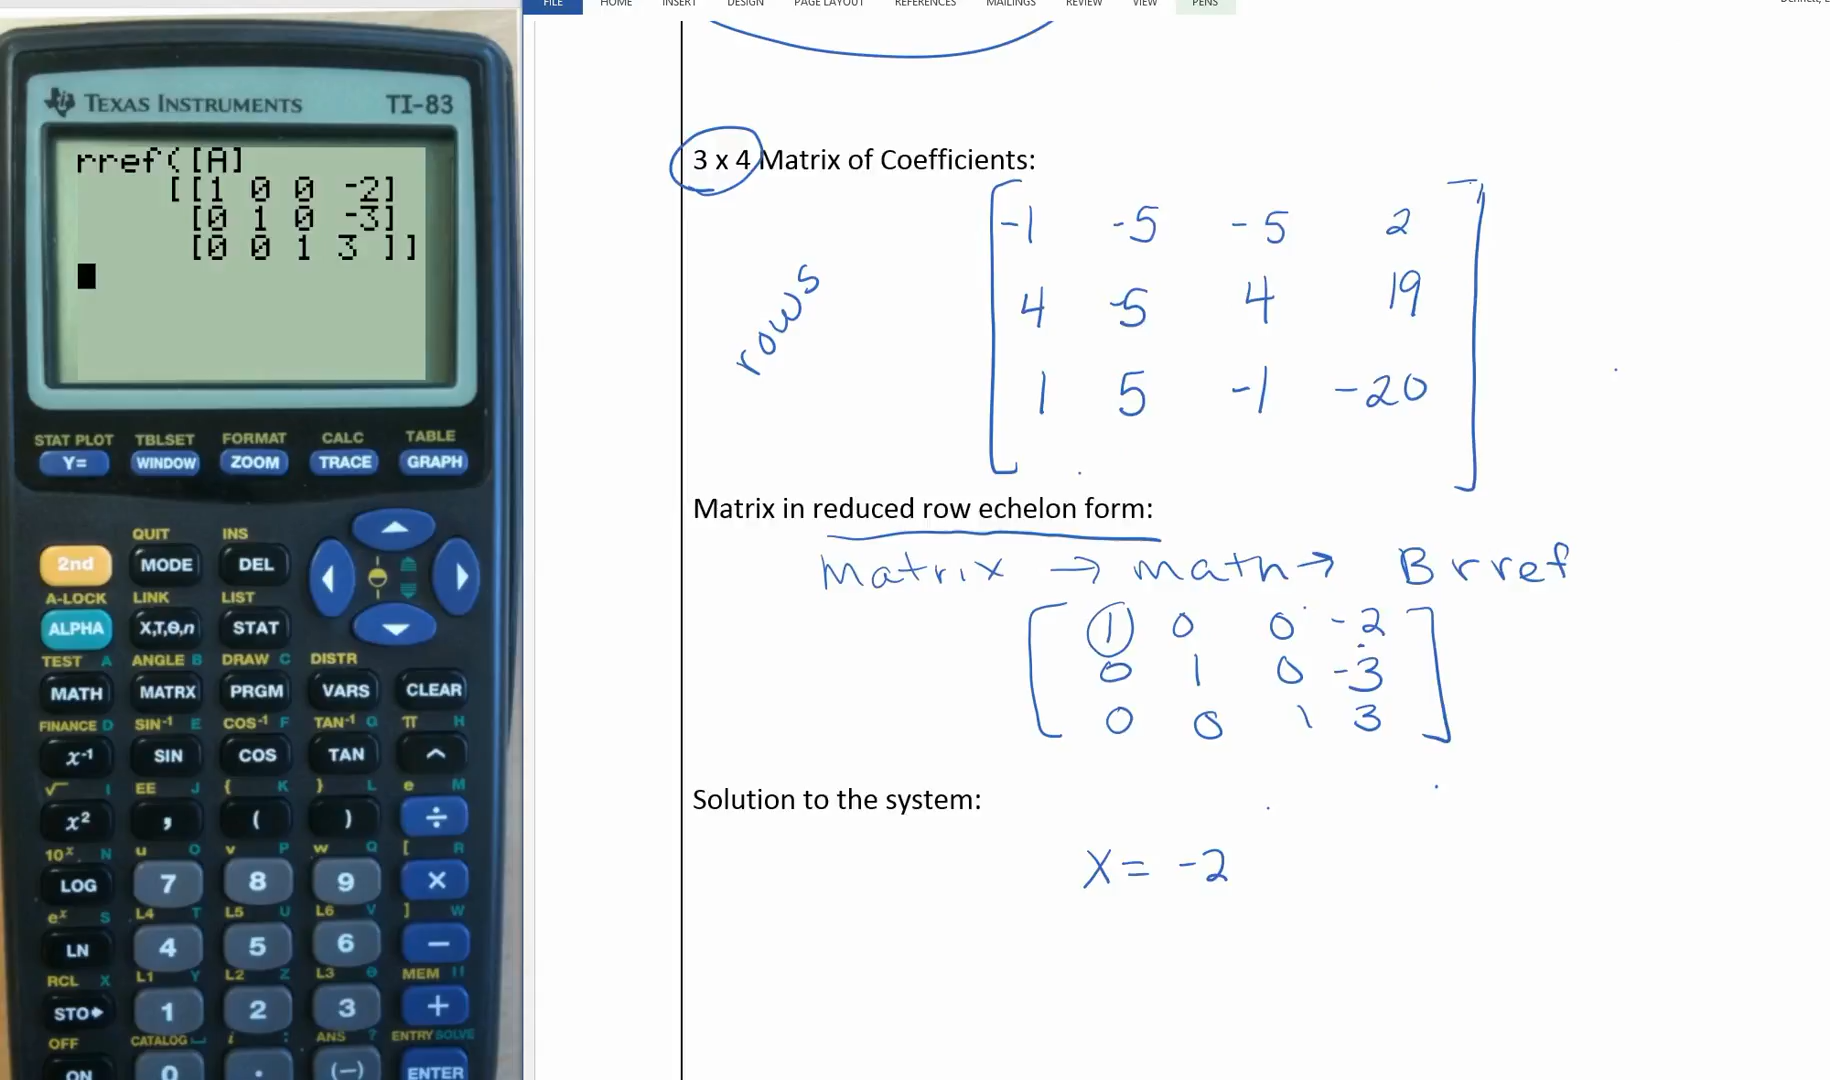 FILE HOME INSERT DESIGN PAGE LAYOUT REFERENCES MAILINGS REVIEW VIEW PENS
TEXAS INSTRUMENTS TI-83
rref([A]
[[1 0 0 -2]
[0 1 0 -3]
[0 0 1 3 ]]
STAT PLOT TBLSET FORMAT CALC TABLE
Y= WINDOW ZOOM TRACE GRAPH
QUIT INS
2nd MODE DEL
A-LOCK LINK LIST
ALPHA X,T,θ,n STAT
TEST A ANGLE B DRAW C DISTR
MATH MATRX PRGM VARS CLEAR
FINANCE D SIN⁻¹ E COS⁻¹ F TAN⁻¹ G π H
x⁻¹ SIN COS TAN ^
√ I EE J { K } L e M
x² , ( ) ÷
10ˣ N u O v P w Q [ R
LOG 7 8 9 ×
eˣ S L4 T L5 U L6 V ] W
LN 4 5 6 −
RCL X L1 Y L2 Z L3 θ MEM "
STO▸ 1 2 3 +
OFF CATALOG i : ANS ? ENTRY SOLVE
ON 0 . (−) ENTER
3 x 4 Matrix of Coefficients:
rows
-1 -5 -5 2
4 -5 4 19
1 5 -1 -20
Matrix in reduced row echelon form:
Matrix → math → B rref
1 0 0 -2
0 1 0 -3
0 0 1 3
Solution to the system:
X = -2